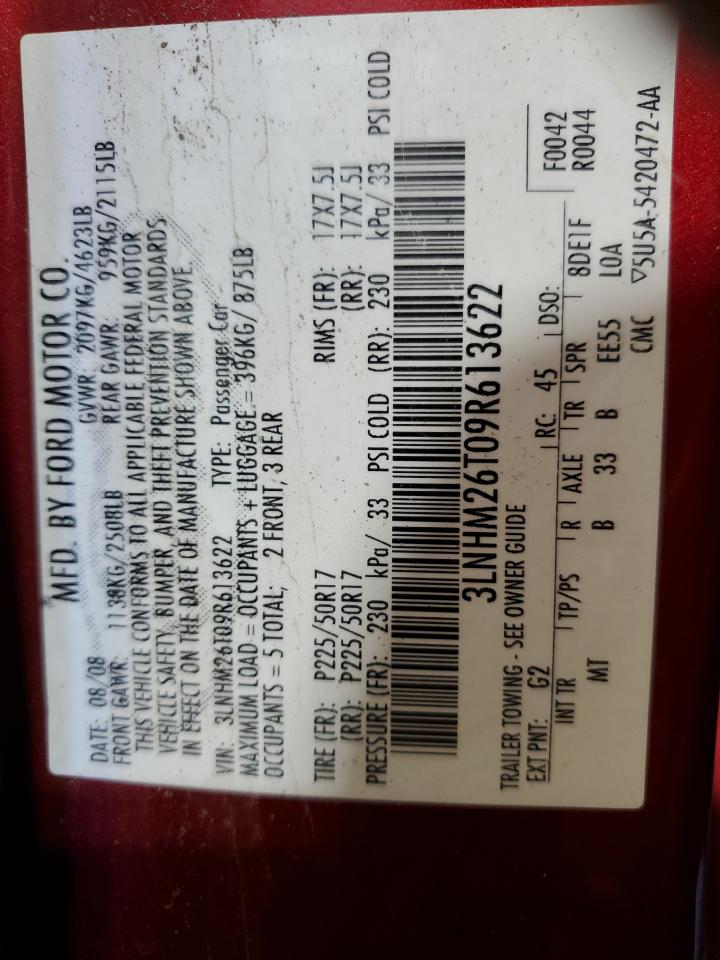 MFD. BY FORD MOTOR CO.
DATE: 08/08 GVWR: 2097KG/4623LB
FRONT GAWR: 1138KG/2508LB REAR GAWR: 959KG/2115LB
THIS VEHICLE CONFORMS TO ALL APPLICABLE FEDERAL MOTOR
VEHICLE SAFETY, BUMPER, AND THEFT PREVENTION STANDARDS
IN EFFECT ON THE DATE OF MANUFACTURE SHOWN ABOVE.
VIN: 3LNHM26T09R613622 TYPE: Passenger Car
MAXIMUM LOAD = OCCUPANTS + LUGGAGE = 396KG/ 875LB
OCCUPANTS = 5 TOTAL; 2 FRONT, 3 REAR
TIRE (FR): P225/50R17 RIMS (FR): 17X7.5J
(RR): P225/50R17 (RR): 17X7.5J
PRESSURE (FR): 230 kPa/ 33 PSI COLD (RR): 230 kPa/ 33 PSI COLD
3LNHM26T09R613622
TRAILER TOWING - SEE OWNER GUIDE
EXT PNT: G2 RC: 45 DSO: F0042
INT TR TP/PS R AXLE TR SPR 8DE1F R0044
MT B 33 B EE55 LOA
CMC ▽5U5A-5420472-AA